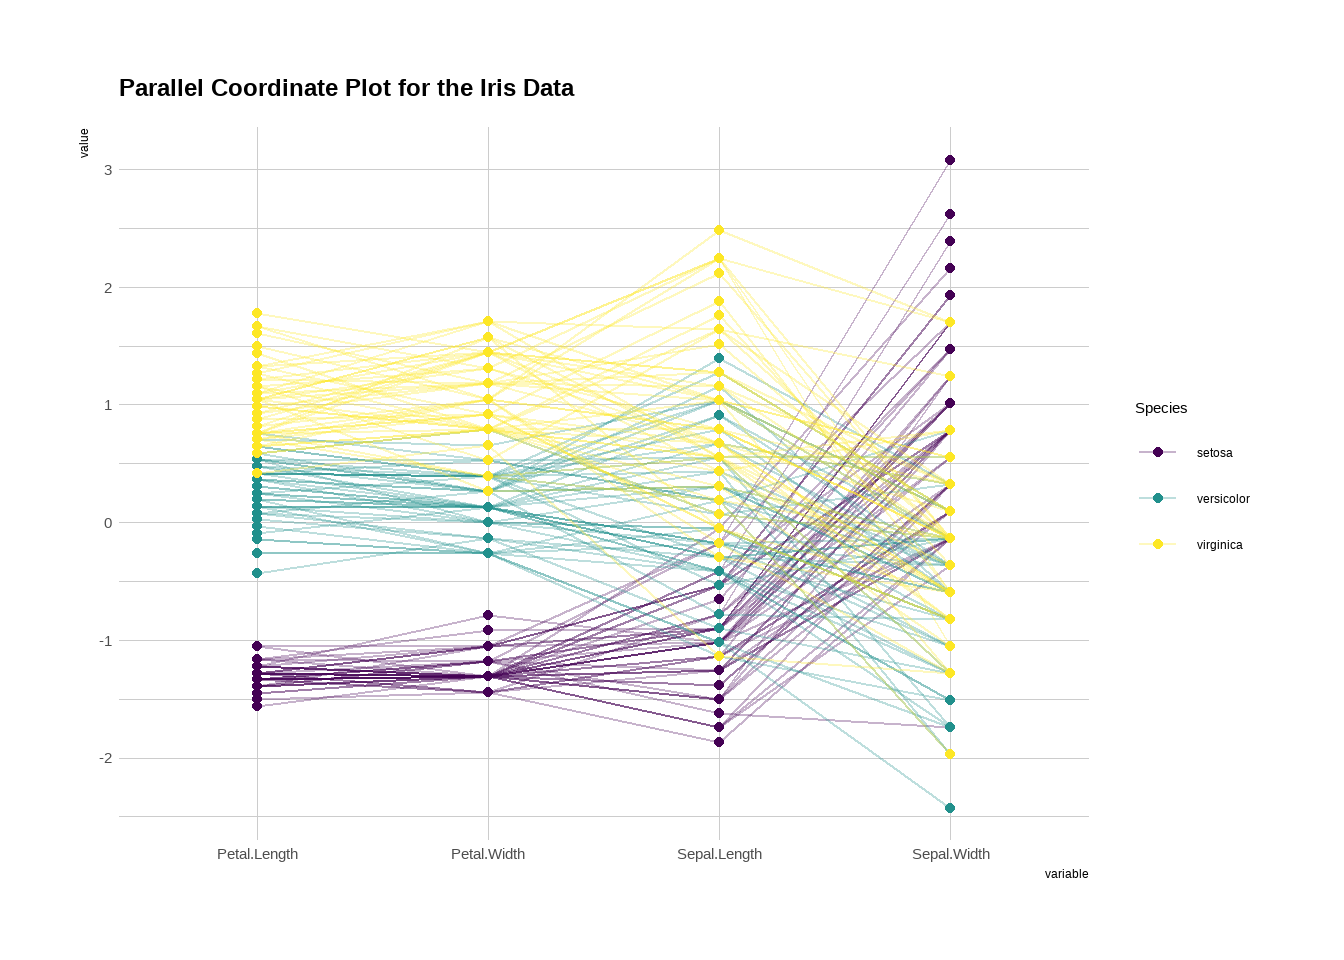 Parallel Coordinate Plot for the Iris Data
value
3
2
1
0
-1
-2
Petal.Length
Petal.Width
Sepal.Length
Sepal.Width
variable
Species
setosa
versicolor
virginica